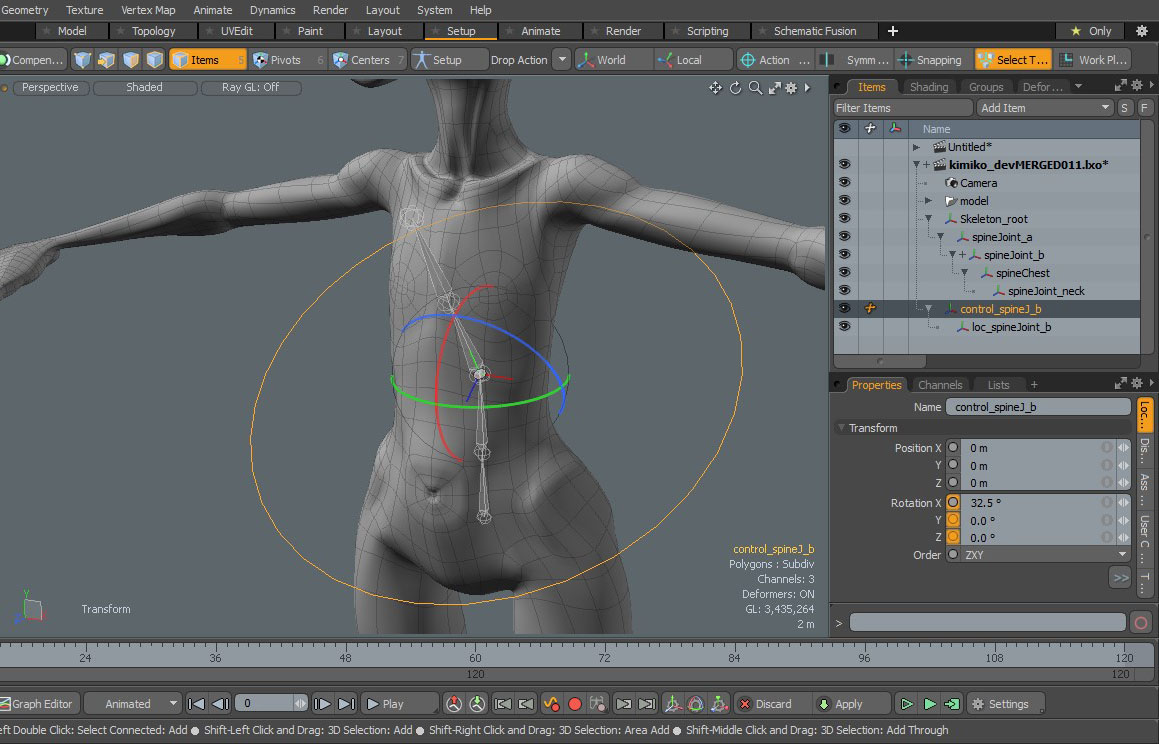 Geometry Texture Vertex Map Animate Dynamics Render Layout System Help
Model Topology UVEdit Paint Layout Setup Animate Render Scripting Schematic Fusion + Only
Compen... Items 5 Pivots 6 Centers 7 Setup Drop Action World Local Action ... Symm ... Snapping Select T... Work Pl...
Perspective Shaded Ray GL: Off
Items Shading Groups Defor...
Filter Items Add Item S F
Name
Untitled*
kimiko_devMERGED011.lxo*
Camera
model
Skeleton_root
spineJoint_a
spineJoint_b
spineChest
spineJoint_neck
control_spineJ_b
loc_spineJoint_b
Properties Channels Lists +
Name control_spineJ_b
Transform
Position X 0 m
Y 0 m
Z 0 m
Rotation X 32.5 °
Y 0.0 °
Z 0.0 °
Order ZXY
>>
Loc...
Dis...
Ass ...
User C ...
T ...
control_spineJ_b
Polygons : Subdiv
Channels: 3
Deformers: ON
GL: 3,435,264
2 m
Y
Transform
>
24 36 48 60 72 84 96 108 120
120 120
Graph Editor Animated 0 Play Discard Apply Settings
eft Double Click: Select Connected: Add ● Shift-Left Click and Drag: 3D Selection: Add ● Shift-Right Click and Drag: 3D Selection: Area Add ● Shift-Middle Click and Drag: 3D Selection: Add Through